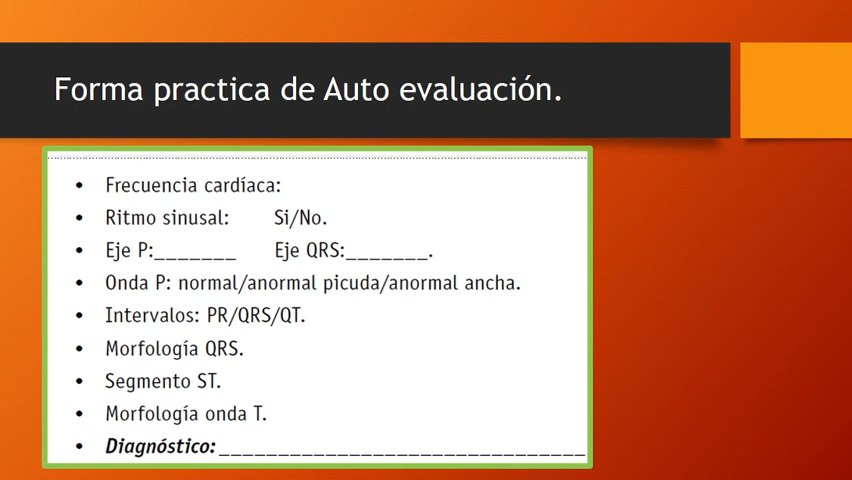 Forma practica de Auto evaluación.
• Frecuencia cardíaca:
• Ritmo sinusal: Si/No.
• Eje P:_______ Eje QRS:_______.
• Onda P: normal/anormal picuda/anormal ancha.
• Intervalos: PR/QRS/QT.
• Morfología QRS.
• Segmento ST.
• Morfología onda T.
• Diagnóstico: _______________________________